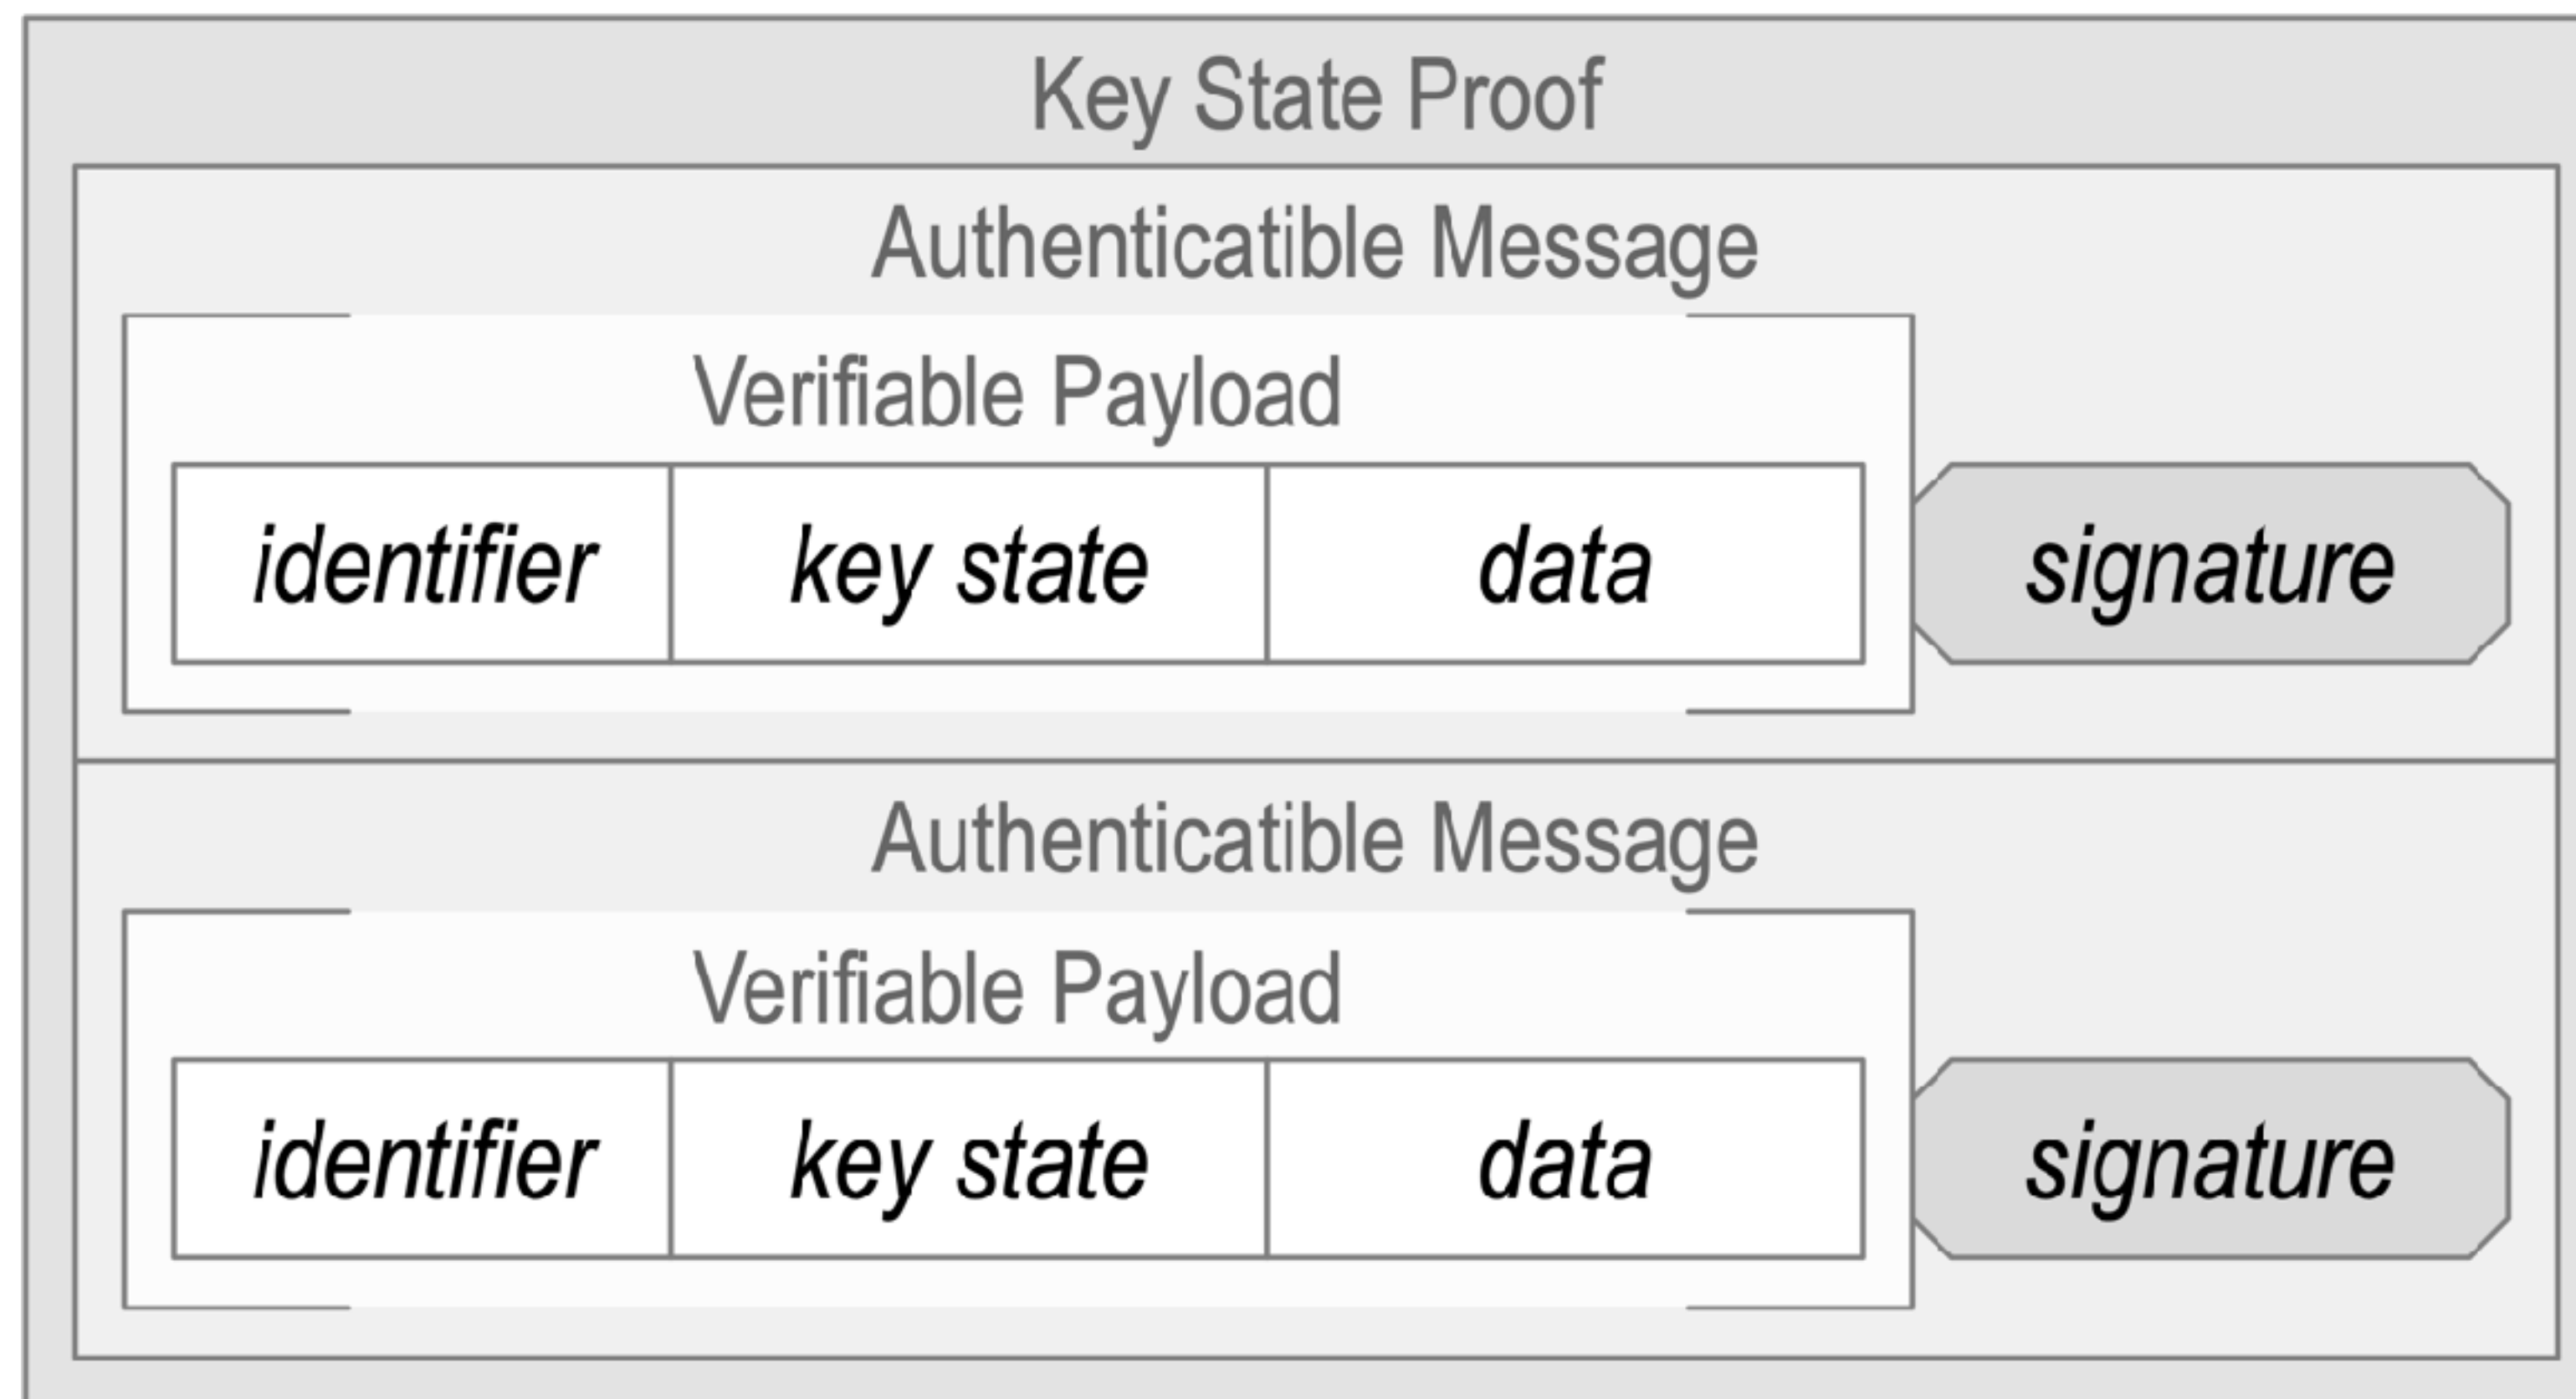 Key State Proof
Authenticatible Message
Verifiable Payload
identifier key state data signature
Authenticatible Message
Verifiable Payload
identifier key state data signature